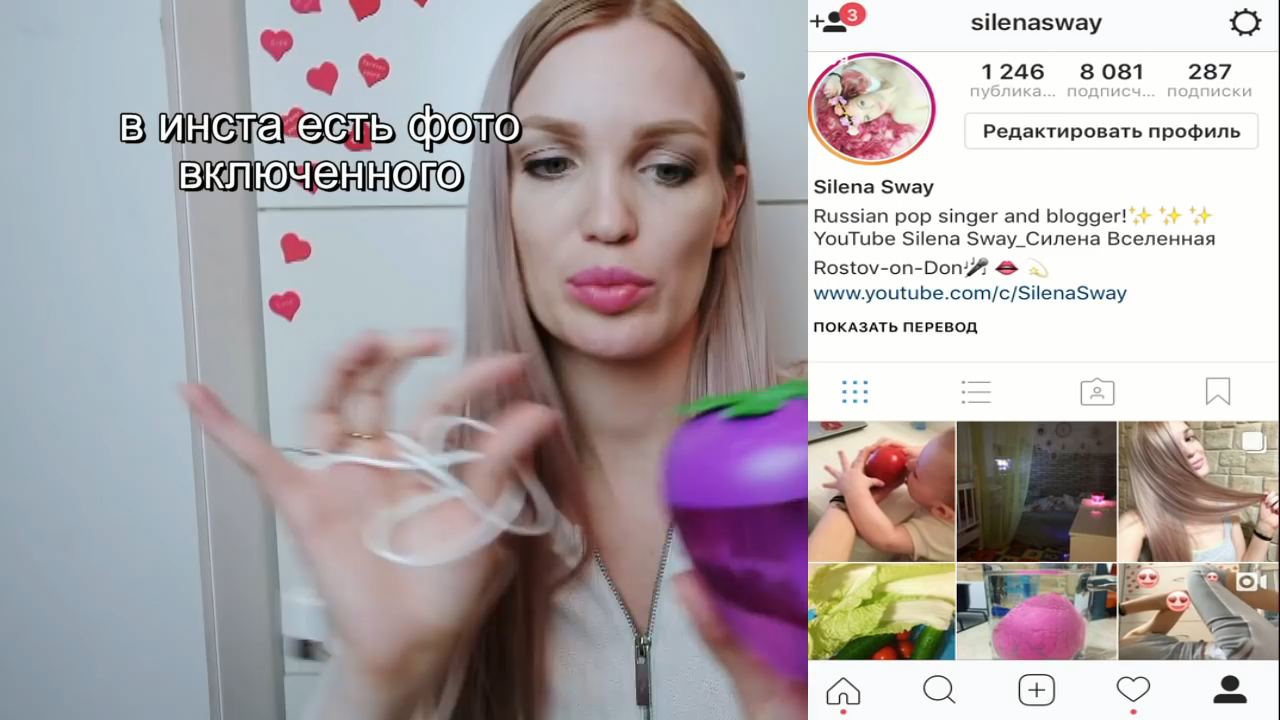 в инста есть фото
включенного
3
silenasway
1 246 8 081 287
публика... подписч... подписки
Редактировать профиль
Silena Sway
Russian pop singer and blogger!✨ ✨ ✨
YouTube Silena Sway_Силена Вселенная
Rostov-on-Don🎤 💋 💫
www.youtube.com/c/SilenaSway
ПОКАЗАТЬ ПЕРЕВОД